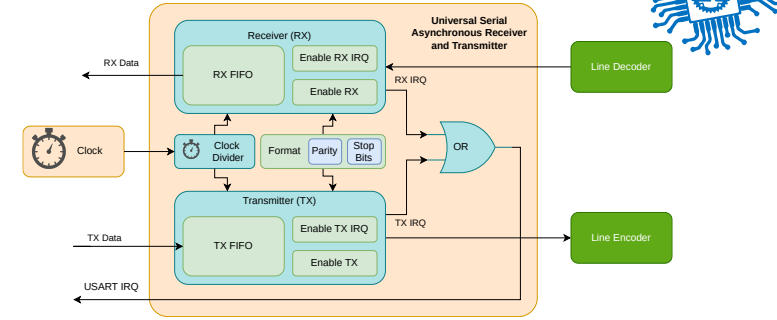 Universal Serial
Asynchronous Receiver
and Transmitter
Receiver (RX)
RX FIFO
Enable RX IRQ
Enable RX
RX Data
RX IRQ
Line Decoder
Clock
Clock
Divider
Format
Parity
Stop
Bits
OR
Transmitter (TX)
TX FIFO
Enable TX IRQ
Enable TX
TX IRQ
TX Data
Line Encoder
USART IRQ